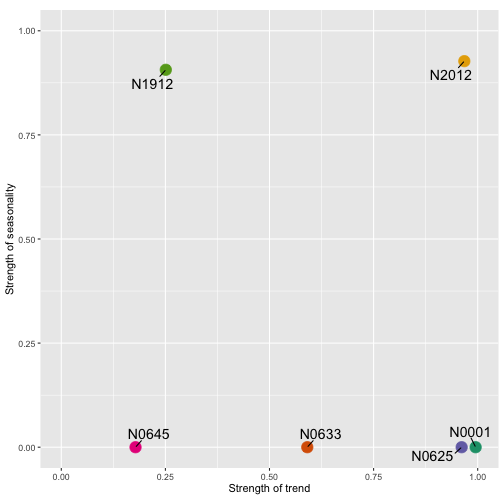 1.00
N2012
N1912
0.75
Strength of seasonality
0.50
0.25
N0645
N0633
N0001
0.00
N0625
0.00 0.25 0.50 0.75 1.00
Strength of trend